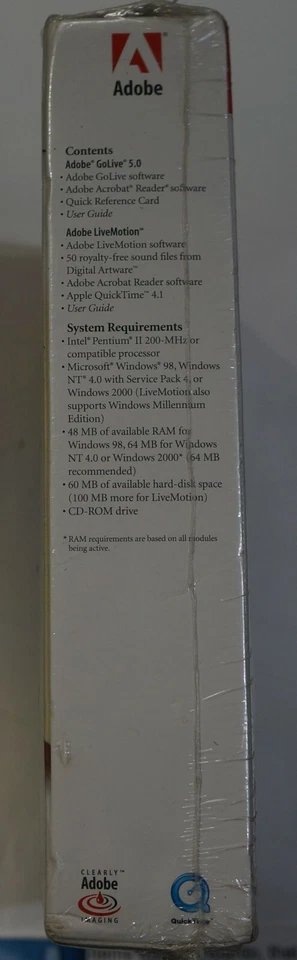 Adobe
Contents
Adobe® GoLive® 5.0
• Adobe GoLive software
• Adobe Acrobat® Reader® software
• Quick Reference Card
• User Guide
Adobe LiveMotion™
• Adobe LiveMotion software
• 50 royalty-free sound files from
Digital Artware™
• Adobe Acrobat Reader software
• Apple QuickTime™ 4.1
• User Guide
System Requirements
• Intel® Pentium® II 200-MHz or
compatible processor
• Microsoft® Windows® 98, Windows
NT® 4.0 with Service Pack 4, or
Windows 2000 (LiveMotion also
supports Windows Millennium
Edition)
• 48 MB of available RAM for
Windows 98, 64 MB for Windows
NT 4.0 or Windows 2000* (64 MB
recommended)
• 60 MB of available hard-disk space
(100 MB more for LiveMotion)
• CD-ROM drive
* RAM requirements are based on all modules
being active.
CLEARLY™
Adobe
IMAGING
QuickTime™